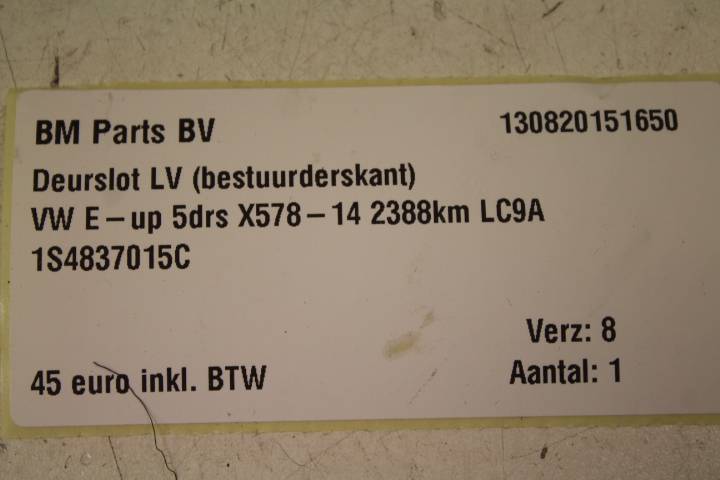 BM Parts BV 130820151650
Deurslot LV (bestuurderskant)
VW E-up 5drs X578-14 2388km LC9A
1S4837015C
Verz: 8
45 euro inkl. BTW Aantal: 1